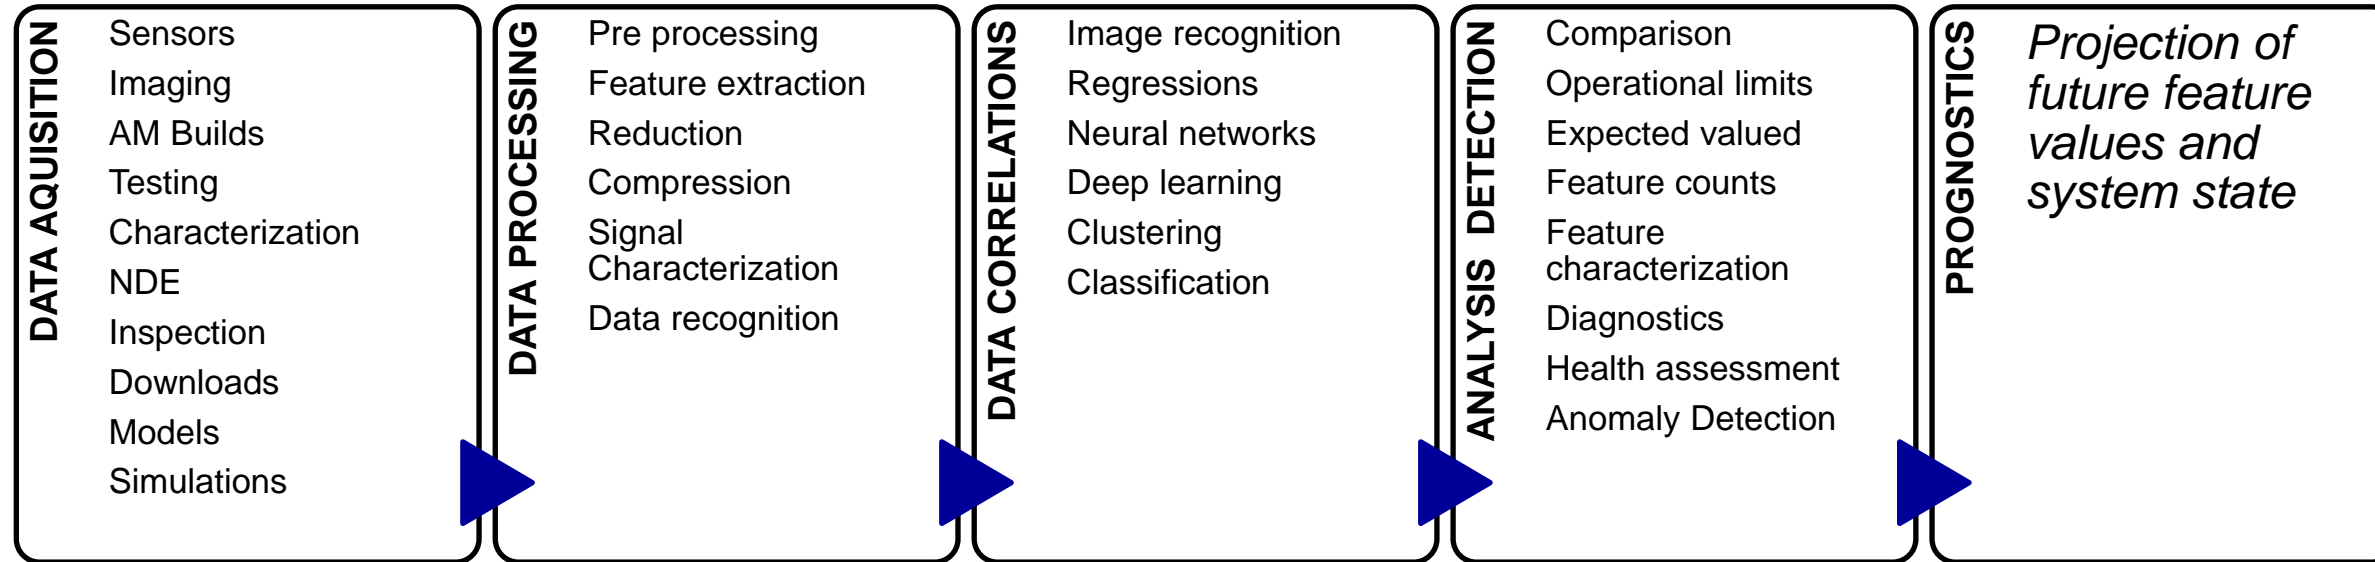 DATA AQUISITION
Sensors
Imaging
AM Builds
Testing
Characterization
NDE
Inspection
Downloads
Models
Simulations
DATA PROCESSING
Pre processing
Feature extraction
Reduction
Compression
Signal
Characterization
Data recognition
DATA CORRELATIONS
Image recognition
Regressions
Neural networks
Deep learning
Clustering
Classification
ANALYSIS DETECTION
Comparison
Operational limits
Expected valued
Feature counts
Feature
characterization
Diagnostics
Health assessment
Anomaly Detection
PROGNOSTICS
Projection of
future feature
values and
system state